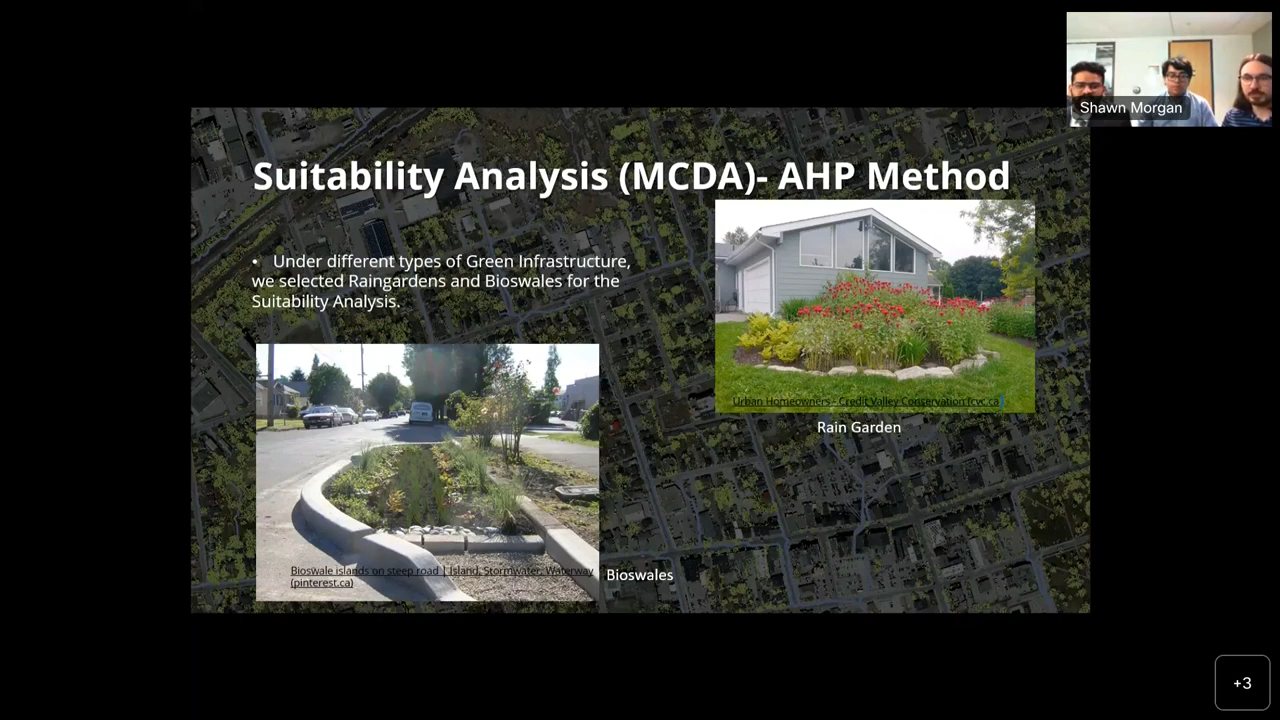 Shawn Morgan
Suitability Analysis (MCDA)- AHP Method
• Under different types of Green Infrastructure,
we selected Raingardens and Bioswales for the
Suitability Analysis.
Urban Homeowners - Credit Valley Conservation (cvc.ca)
Rain Garden
Bioswale islands on steep road | Island, Stormwater, Waterway
(pinterest.ca)
Bioswales
+3